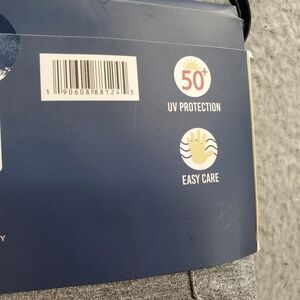 50+
UV PROTECTION
1 90608 88124 5
EASY CARE
Y